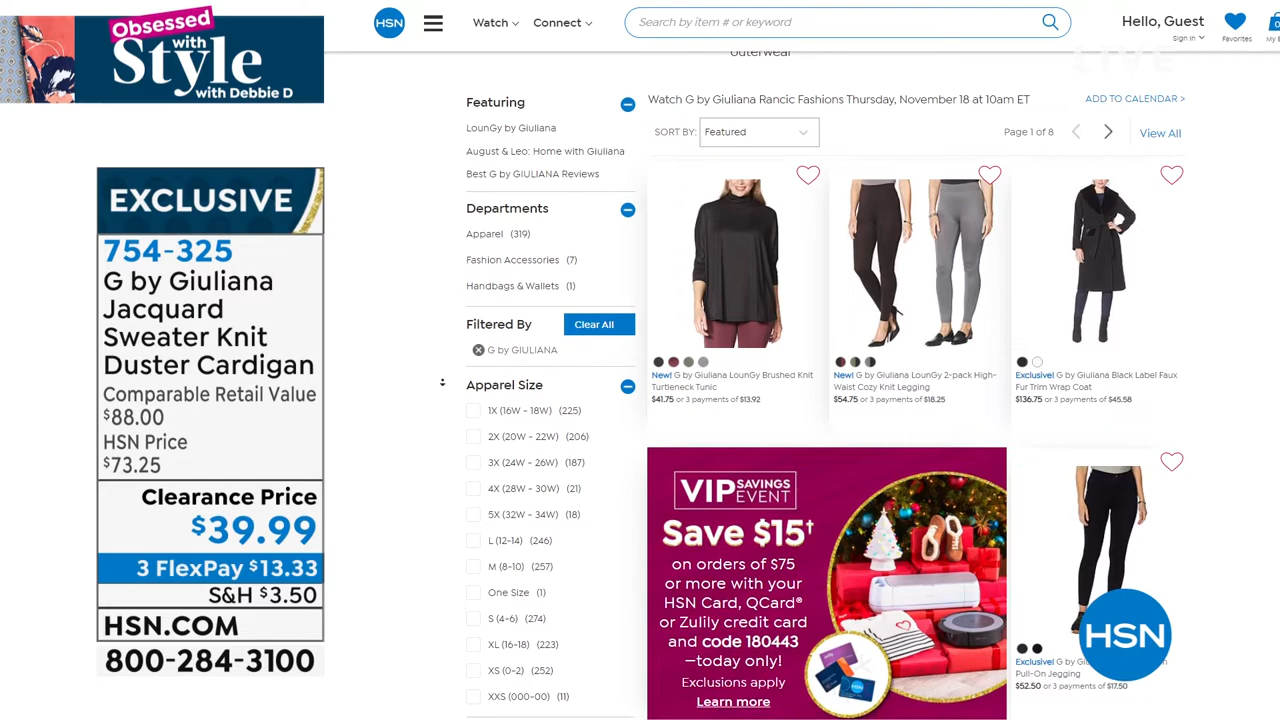 Obsessed
with
Style
with Debbie D
EXCLUSIVE
754-325
G by Giuliana
Jacquard
Sweater Knit
Duster Cardigan
Comparable Retail Value
$88.00
HSN Price
$73.25
Clearance Price
$39.99
3 FlexPay $13.33
S&H $3.50
HSN.COM
800-284-3100
HSN
Watch
Connect
Search by item # or keyword
Hello, Guest
Sign In
Favorites
0
Outerwear
LIVE
Featuring
LounGy by Giuliana
August & Leo: Home with Giuliana
Best G by GIULIANA Reviews
Departments
Apparel (319)
Fashion Accessories (7)
Handbags & Wallets (1)
Filtered By
Clear All
G by GIULIANA
Apparel Size
1X (16W - 18W) (225)
2X (20W - 22W) (206)
3X (24W - 26W) (187)
4X (28W - 30W) (21)
5X (32W - 34W) (18)
L (12-14) (246)
M (8-10) (257)
One Size (1)
S (4-6) (274)
XL (16-18) (223)
XS (0-2) (252)
XXS (000-00) (11)
Watch G by Giuliana Rancic Fashions Thursday, November 18 at 10am ET
ADD TO CALENDAR >
SORT BY: Featured
Page 1 of 8
View All
New! G by Giuliana LounGy Brushed Knit
Turtleneck Tunic
$41.75 or 3 payments of $13.92
New! G by Giuliana LounGy 2-pack High-
Waist Cozy Knit Legging
$54.75 or 3 payments of $18.25
Exclusive! G by Giuliana Black Label Faux
Fur Trim Wrap Coat
$136.75 or 3 payments of $45.58
VIP SAVINGS
EVENT
Save $15†
on orders of $75
or more with your
HSN Card, QCard®
or Zulily credit card
and code 180443
—today only!
Exclusions apply
Learn more
Exclusive! G by
Pull-On Jegging
$52.50 or 3 payments of $17.50
HSN